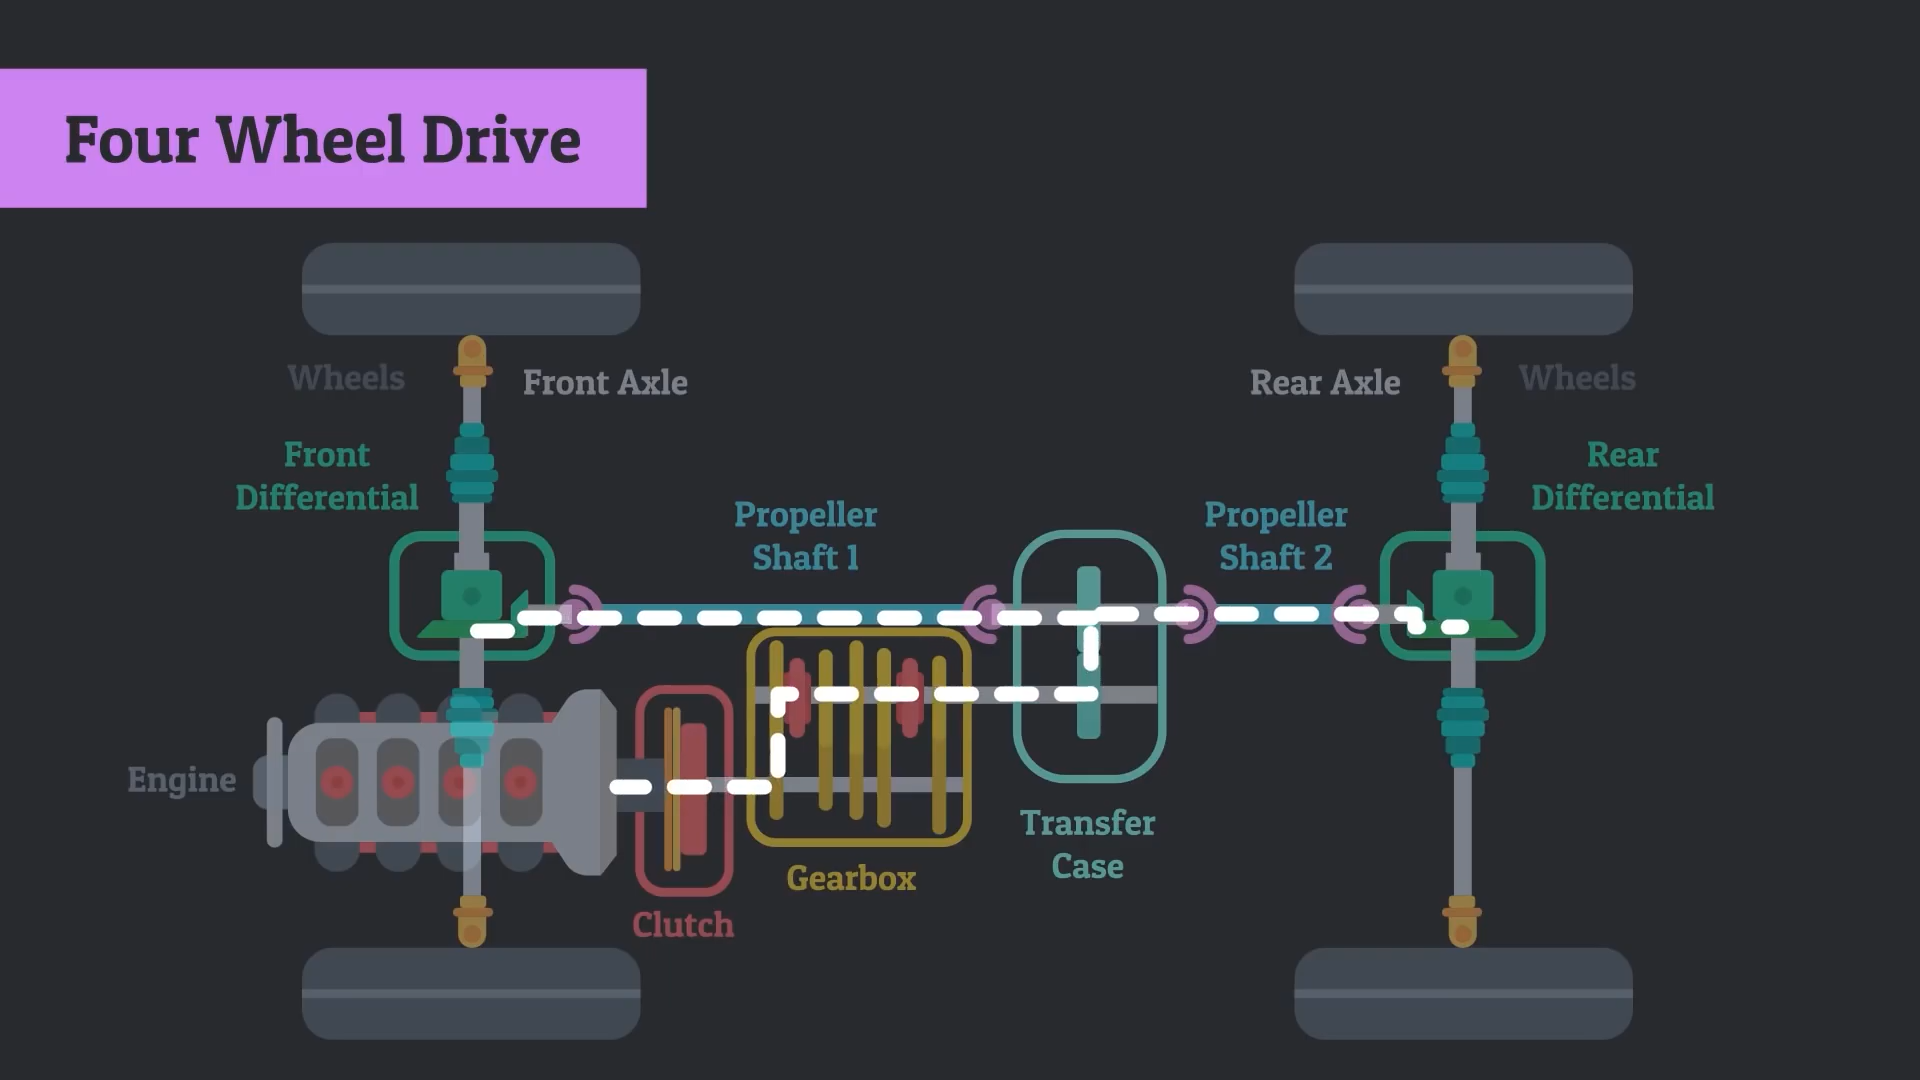 Four Wheel Drive
Wheels
Front Axle
Rear Axle
Wheels
Front
Differential
Rear
Differential
Propeller
Shaft 1
Propeller
Shaft 2
Engine
Transfer
Case
Gearbox
Clutch